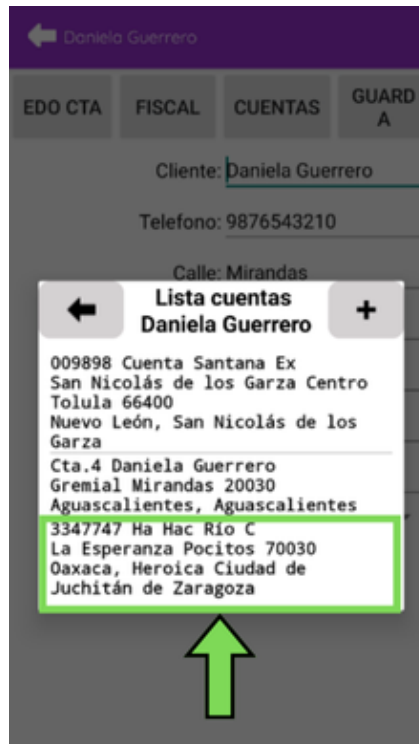 Daniela Guerrero
EDO CTA FISCAL CUENTAS GUARD
A
Cliente: Daniela Guerrero
Telefono: 9876543210
Calle: Mirandas
Lista cuentas
Daniela Guerrero
+
009898 Cuenta Santana Ex
San Nicolás de los Garza Centro
Tolula 66400
Nuevo León, San Nicolás de los
Garza
Cta.4 Daniela Guerrero
Gremial Mirandas 20030
Aguascalientes, Aguascalientes
3347747 Ha Hac Río C
La Esperanza Pocitos 70030
Oaxaca, Heroica Ciudad de
Juchitán de Zaragoza